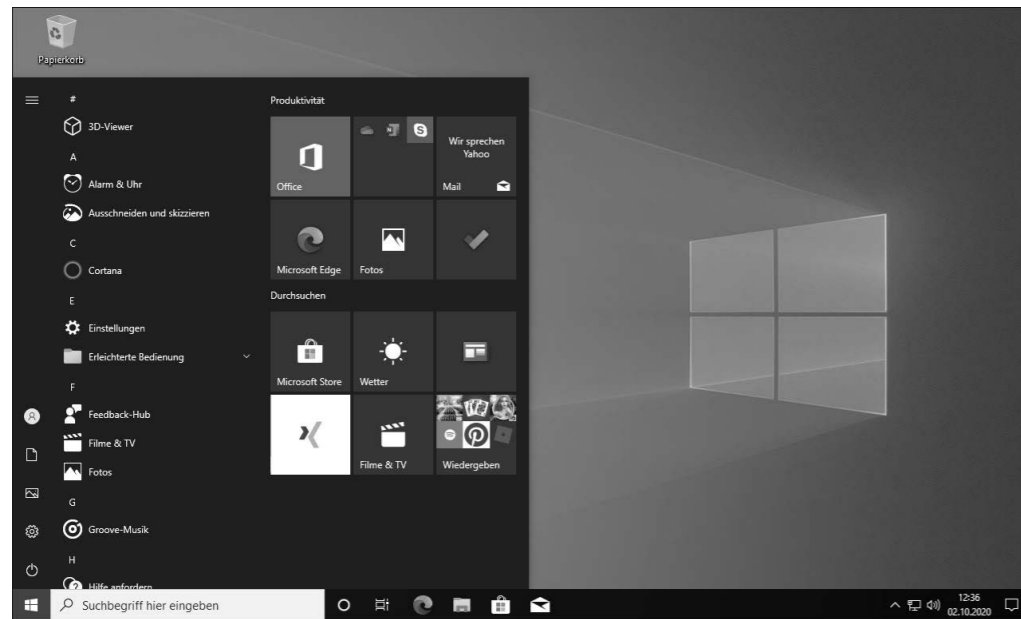 Papierkorb
#
3D-Viewer
A
Alarm & Uhr
Ausschneiden und skizzieren
C
Cortana
E
Einstellungen
Erleichterte Bedienung
F
Feedback-Hub
Filme & TV
Fotos
G
Groove-Musik
H
Hilfe anfordern
Produktivität
Office
Wir sprechen
Yahoo
Mail
Microsoft Edge
Fotos
Durchsuchen
Microsoft Store
Wetter
Filme & TV
Wiedergeben
Suchbegriff hier eingeben
12:36
02.10.2020